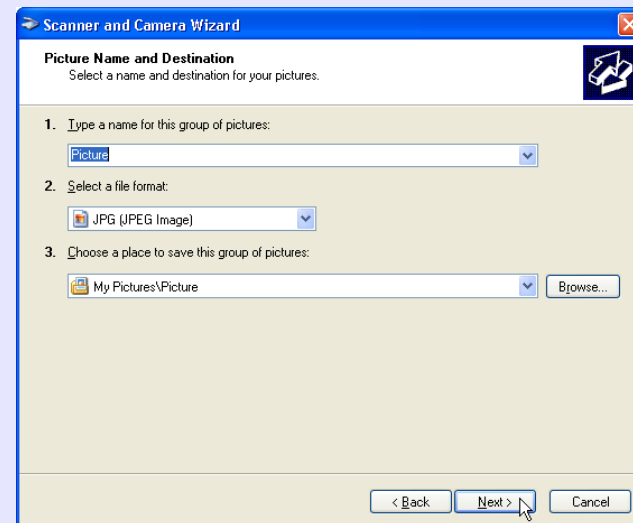 Scanner and Camera Wizard
Picture Name and Destination
Select a name and destination for your pictures.
1. Type a name for this group of pictures:
Picture
2. Select a file format:
JPG (JPEG Image)
3. Choose a place to save this group of pictures:
My Pictures\Picture Browse...
< Back Next > Cancel